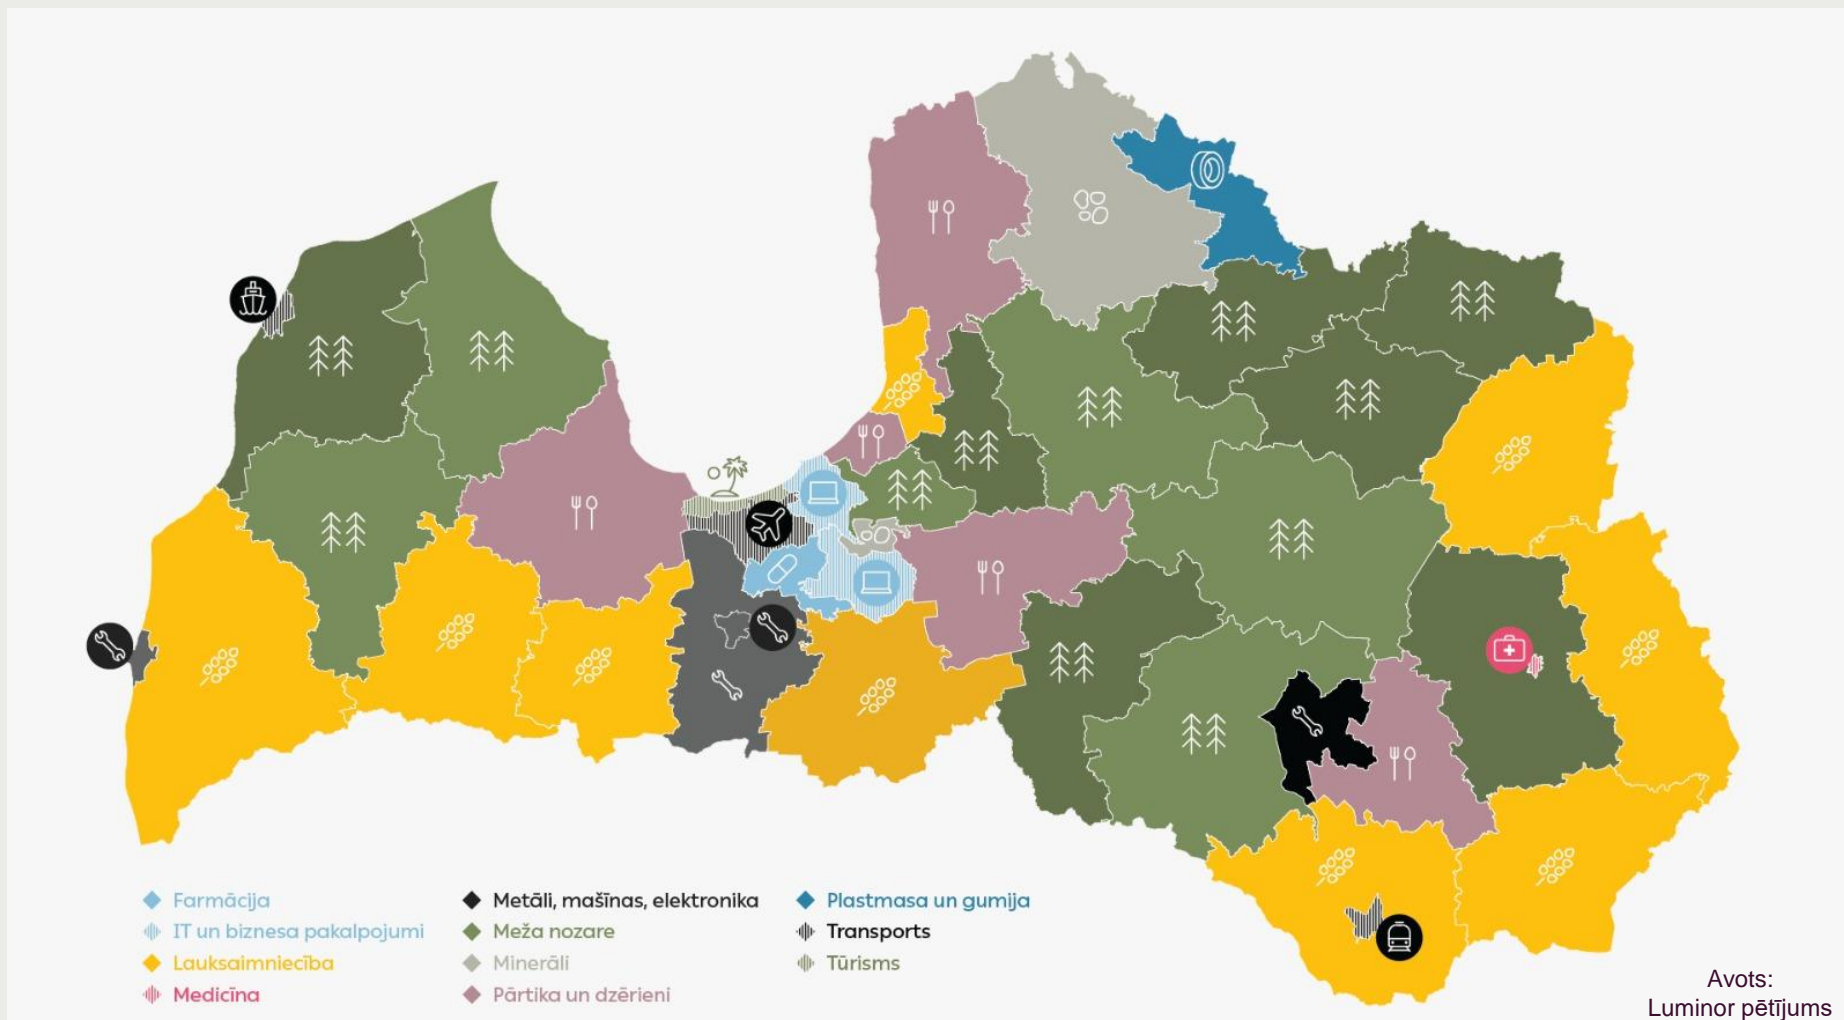 Farmācija
IT un biznesa pakalpojumi
Lauksaimniecība
Medicīna
Metāli, mašīnas, elektronika
Meža nozare
Minerāli
Pārtika un dzērieni
Plastmasa un gumija
Transports
Tūrisms
Avots:
Luminor pētījums